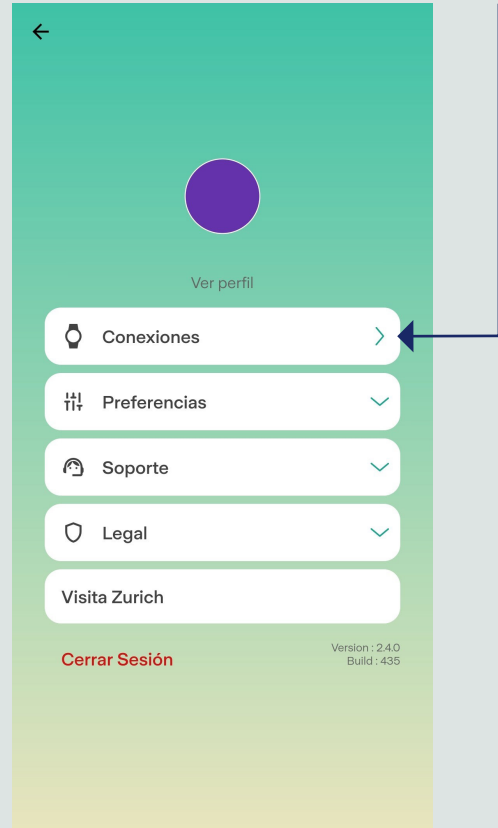 Ver perfil
Conexiones
Preferencias
Soporte
Legal
Visita Zurich
Cerrar Sesión
Version : 2.4.0
Build : 435